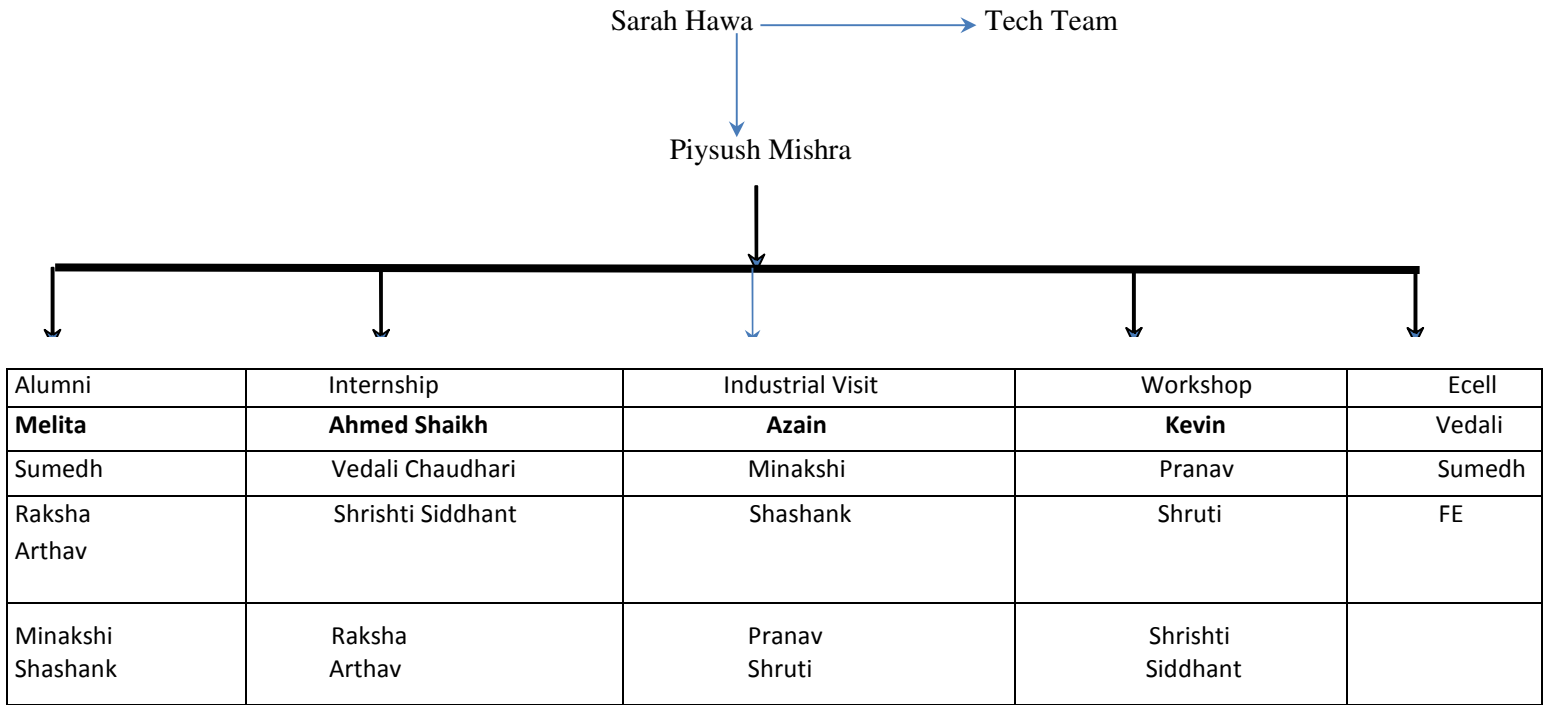 Sarah Hawa Tech Team
Piysush Mishra
Alumni Internship Industrial Visit Workshop Ecell
Melita Ahmed Shaikh Azain Kevin Vedali
Sumedh Vedali Chaudhari Minakshi Pranav Sumedh
Raksha Shrishti Siddhant Shashank Shruti FE
Arthav
Minakshi Raksha Pranav Shrishti
Shashank Arthav Shruti Siddhant